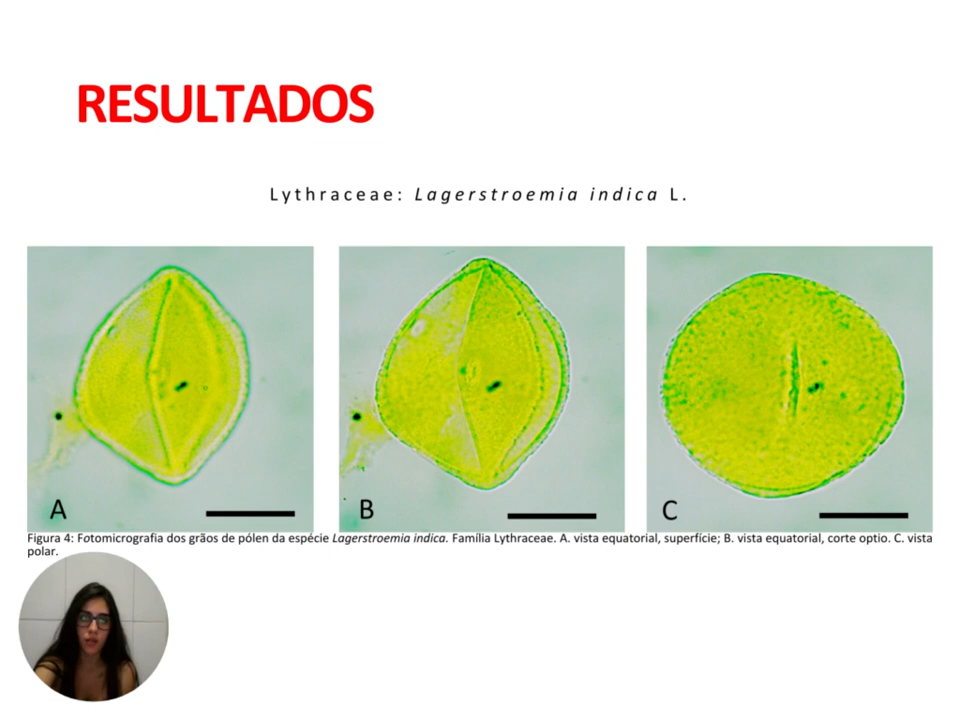 RESULTADOS
Lythraceae: Lagerstroemia indica L.
A
B
C
Figura 4: Fotomicrografia dos grãos de pólen da espécie Lagerstroemia indica. Família Lythraceae. A. vista equatorial, superfície; B. vista equatorial, corte optio. C. vista
polar.